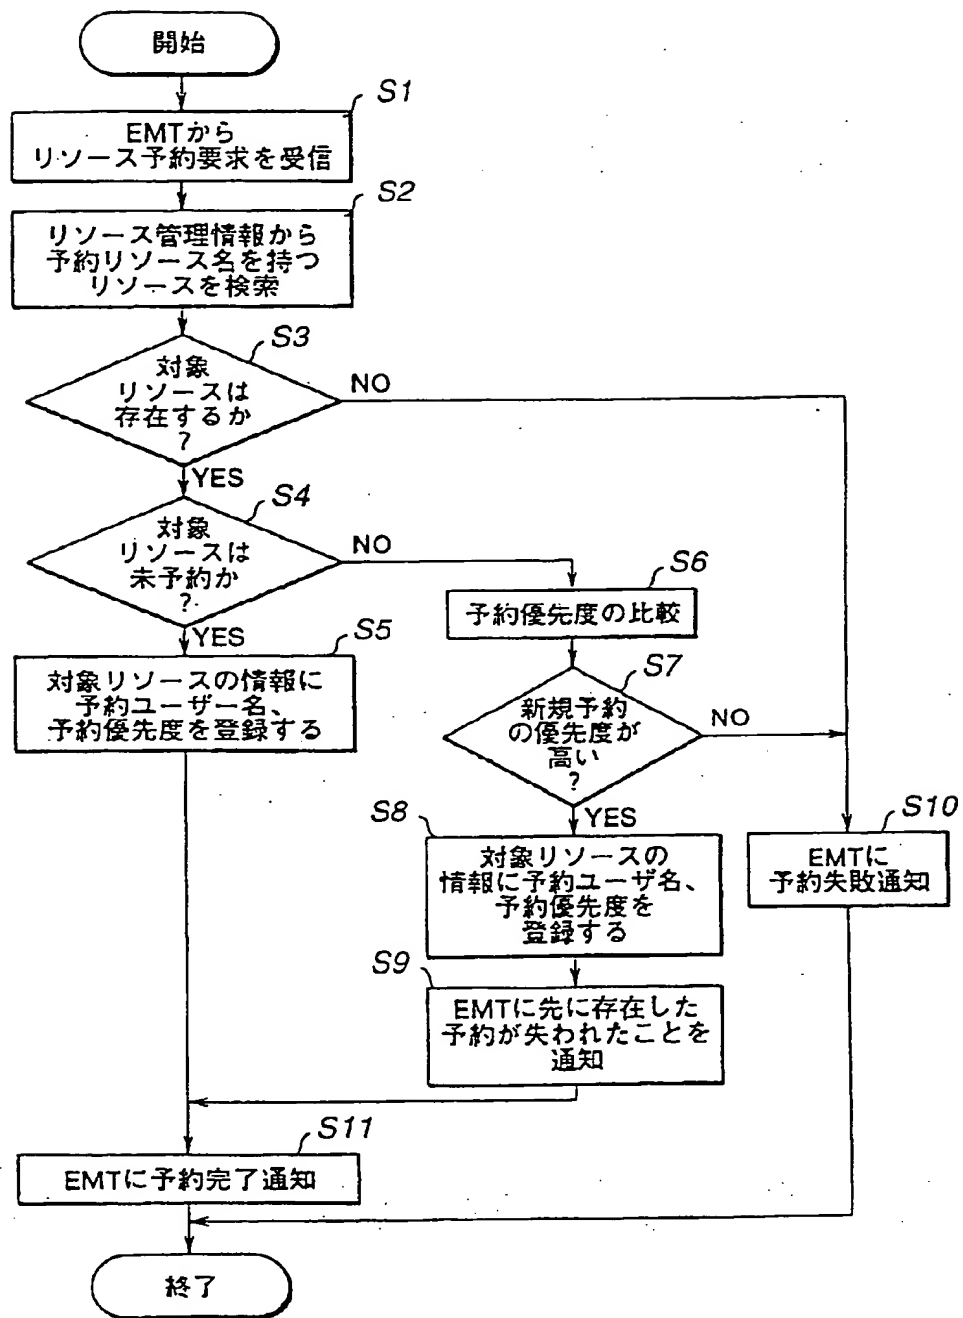 開始
S1
EMTから
リソース予約要求を受信
S2
リソース管理情報から
予約リソース名を持つ
リソースを検索
S3
対象
リソースは
存在するか
?
NO
YES
S4
対象
リソースは
未予約か
?
NO
YES
S5
対象リソースの情報に
予約ユーザー名、
予約優先度を登録する
S6
予約優先度の比較
S7
新規予約
の優先度が
高い
?
NO
YES
S8
対象リソースの
情報に予約ユーザ名、
予約優先度を
登録する
S9
EMTに先に存在した
予約が失われたことを
通知
S10
EMTに
予約失敗通知
S11
EMTに予約完了通知
終了